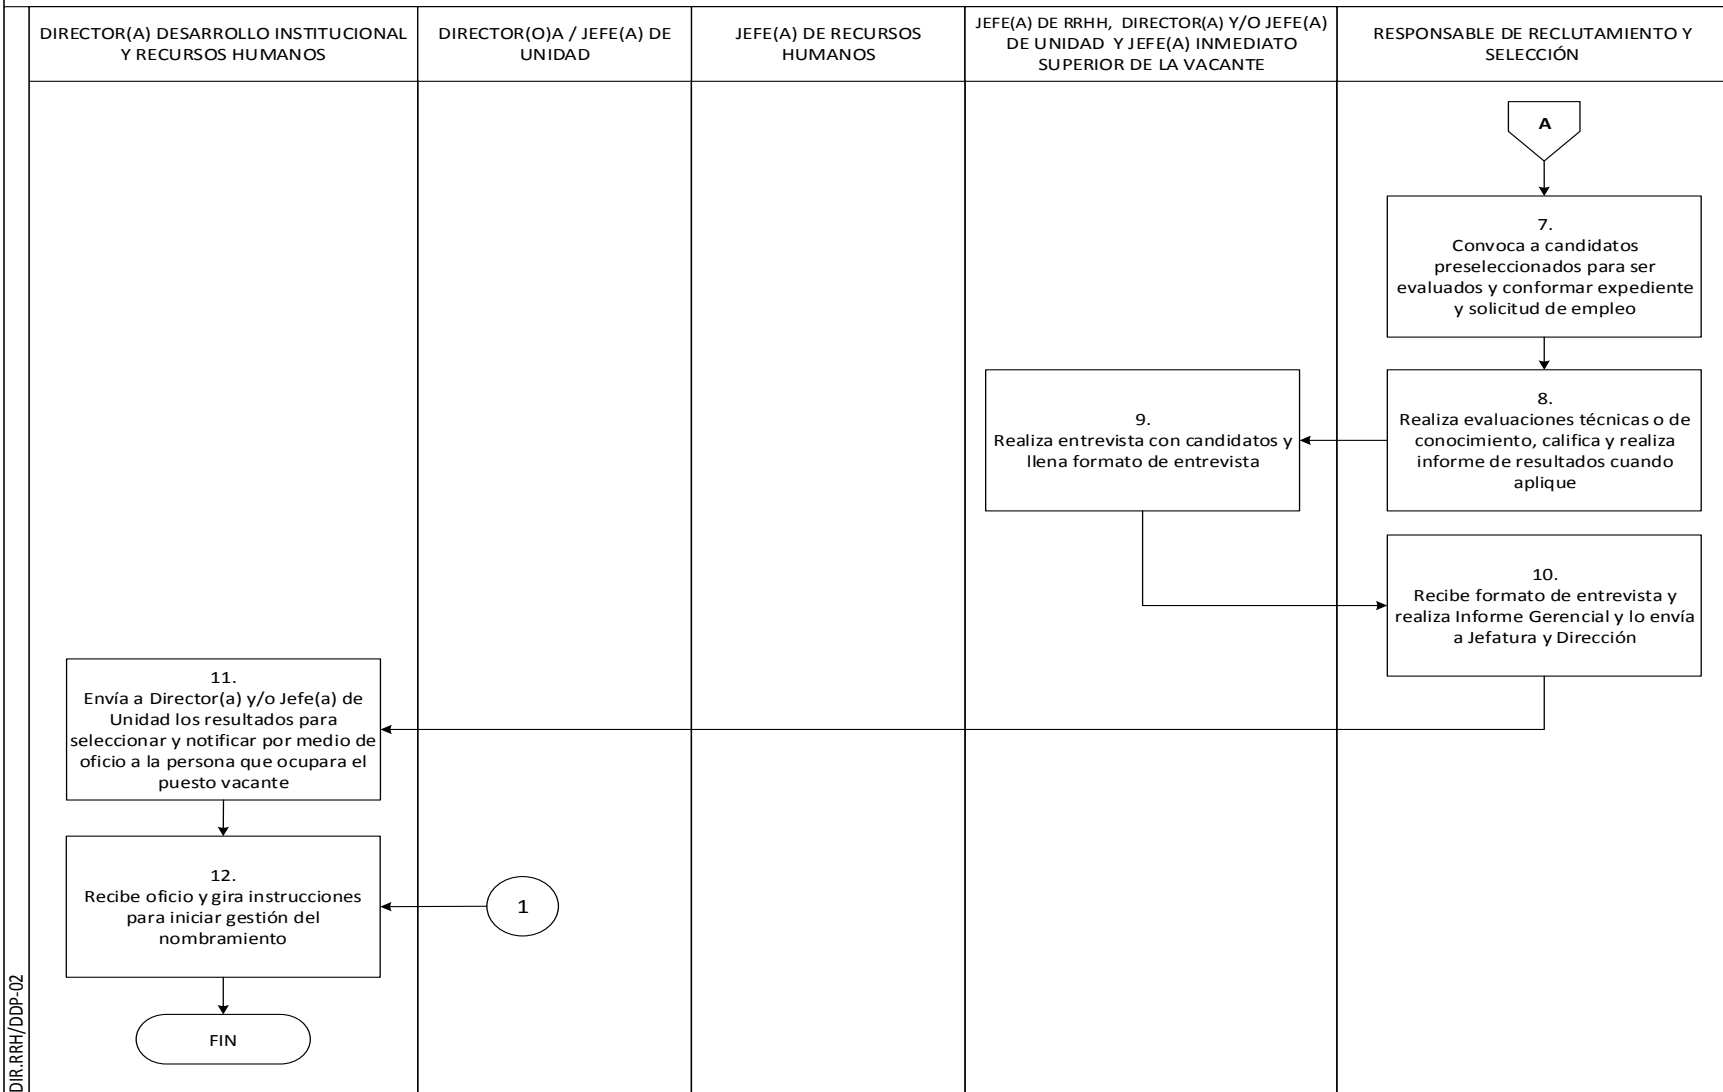 DIRECTOR(A) DESARROLLO INSTITUCIONAL
Y RECURSOS HUMANOS
DIRECTOR(O)A / JEFE(A) DE
UNIDAD
JEFE(A) DE RECURSOS
HUMANOS
JEFE(A) DE RRHH, DIRECTOR(A) Y/O JEFE(A)
DE UNIDAD Y JEFE(A) INMEDIATO
SUPERIOR DE LA VACANTE
RESPONSABLE DE RECLUTAMIENTO Y
SELECCIÓN
A
7.
Convoca a candidatos
preseleccionados para ser
evaluados y conformar expediente
y solicitud de empleo
8.
Realiza evaluaciones técnicas o de
conocimiento, califica y realiza
informe de resultados cuando
aplique
9.
Realiza entrevista con candidatos y
llena formato de entrevista
10.
Recibe formato de entrevista y
realiza Informe Gerencial y lo envía
a Jefatura y Dirección
11.
Envía a Director(a) y/o Jefe(a) de
Unidad los resultados para
seleccionar y notificar por medio de
oficio a la persona que ocupara el
puesto vacante
12.
Recibe oficio y gira instrucciones
para iniciar gestión del
nombramiento
1
FIN
DIR.RRH/DDP-02